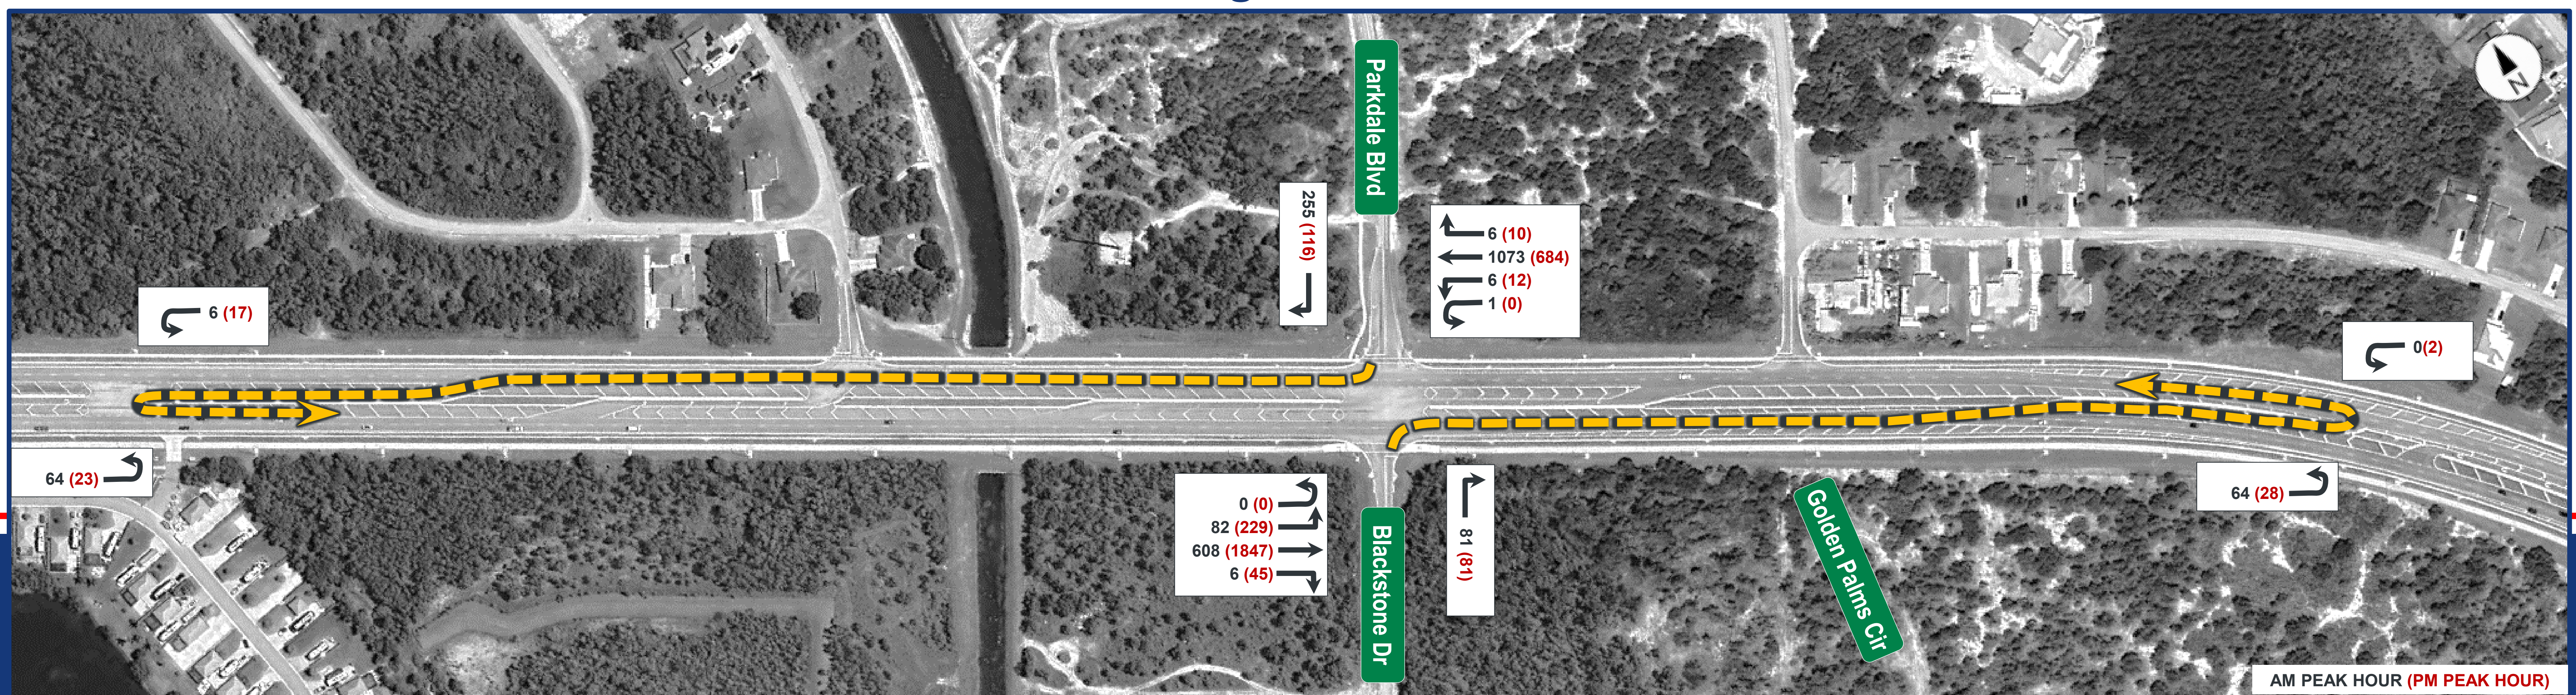 N
Parkdale Blvd
255 (116)
6 (10)
1073 (684)
6 (12)
1 (0)
6 (17)
0(2)
64 (23)
0 (0)
82 (229)
608 (1847)
6 (45)
Blackstone Dr
81 (81)
Golden Palms Cir
64 (28)
AM PEAK HOUR (PM PEAK HOUR)